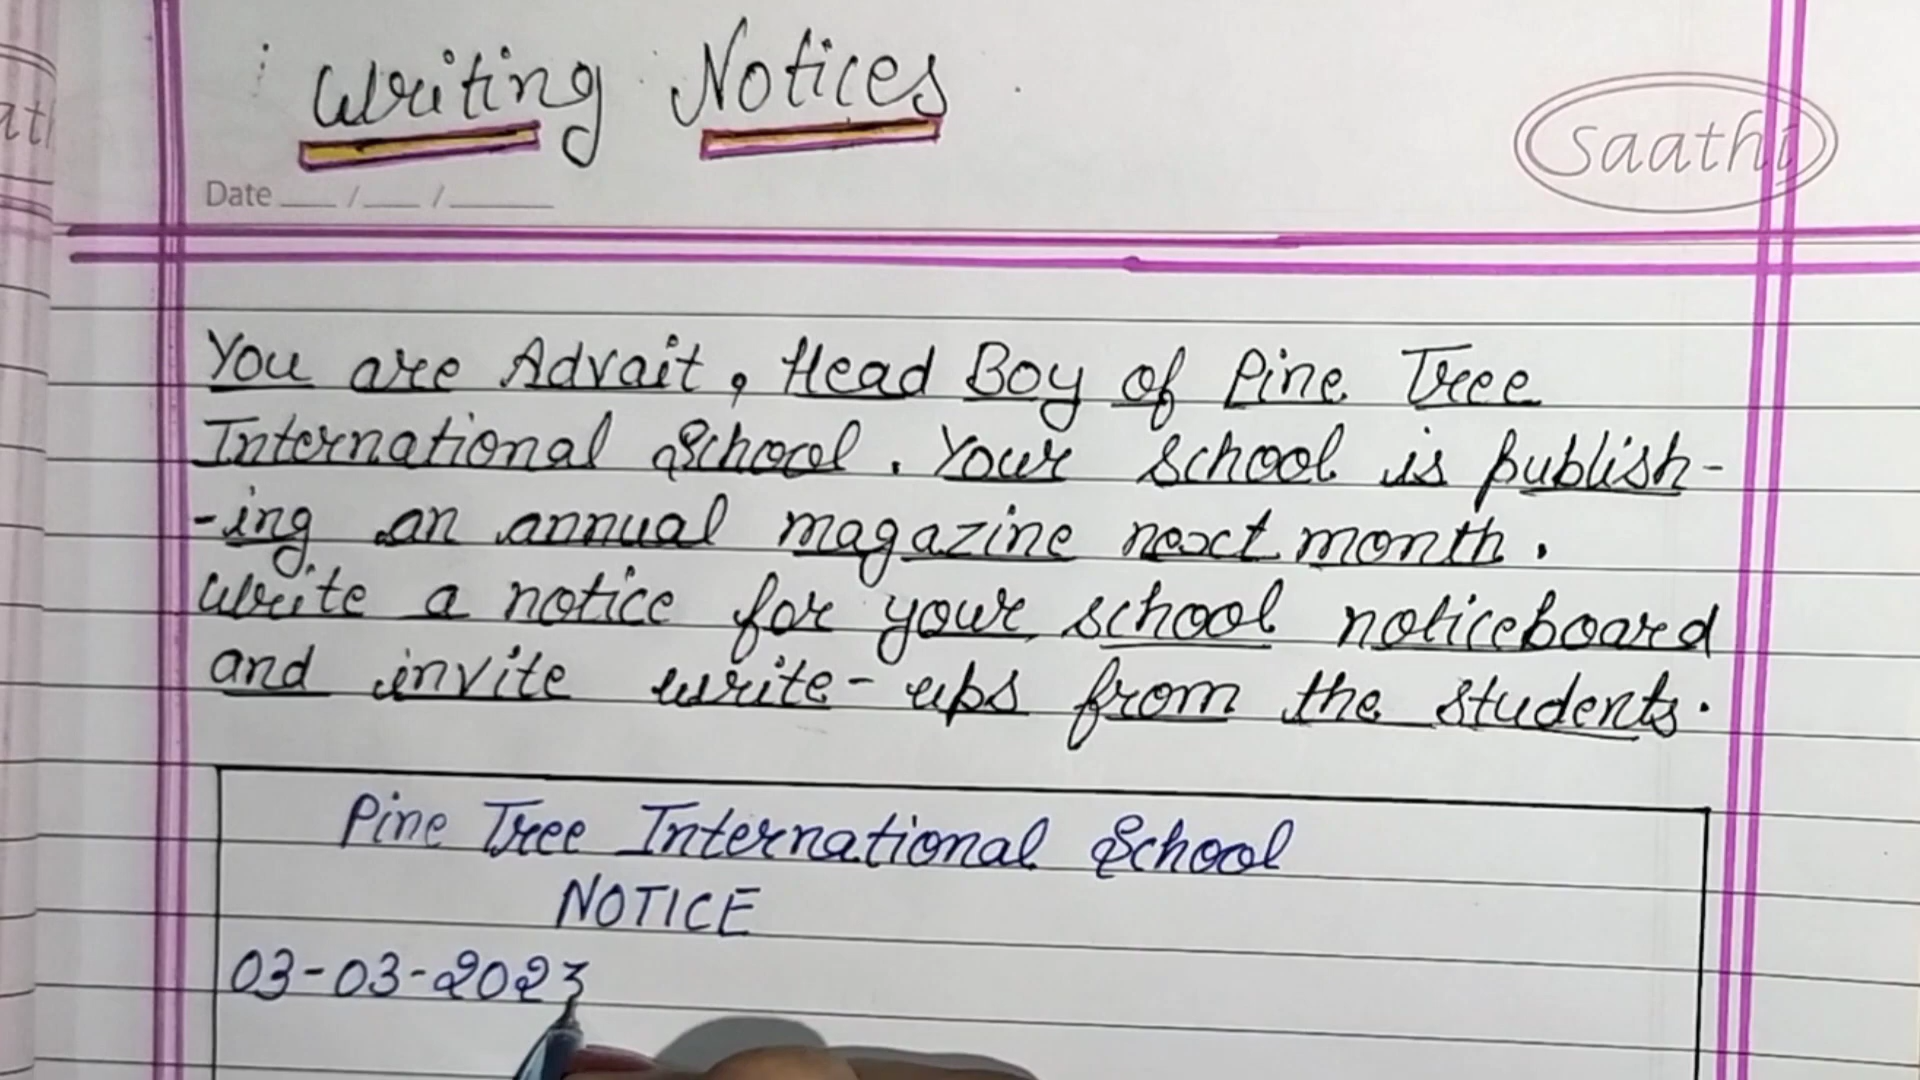 Writing Notices
Saathi
Date __ / __ / ____
You are Advait, Head Boy of Pine Tree
International School. Your school is publish-
-ing an annual magazine next month.
Write a notice for your school noticeboard
and invite write-ups from the students.
Pine Tree International School
NOTICE
03-03-2023